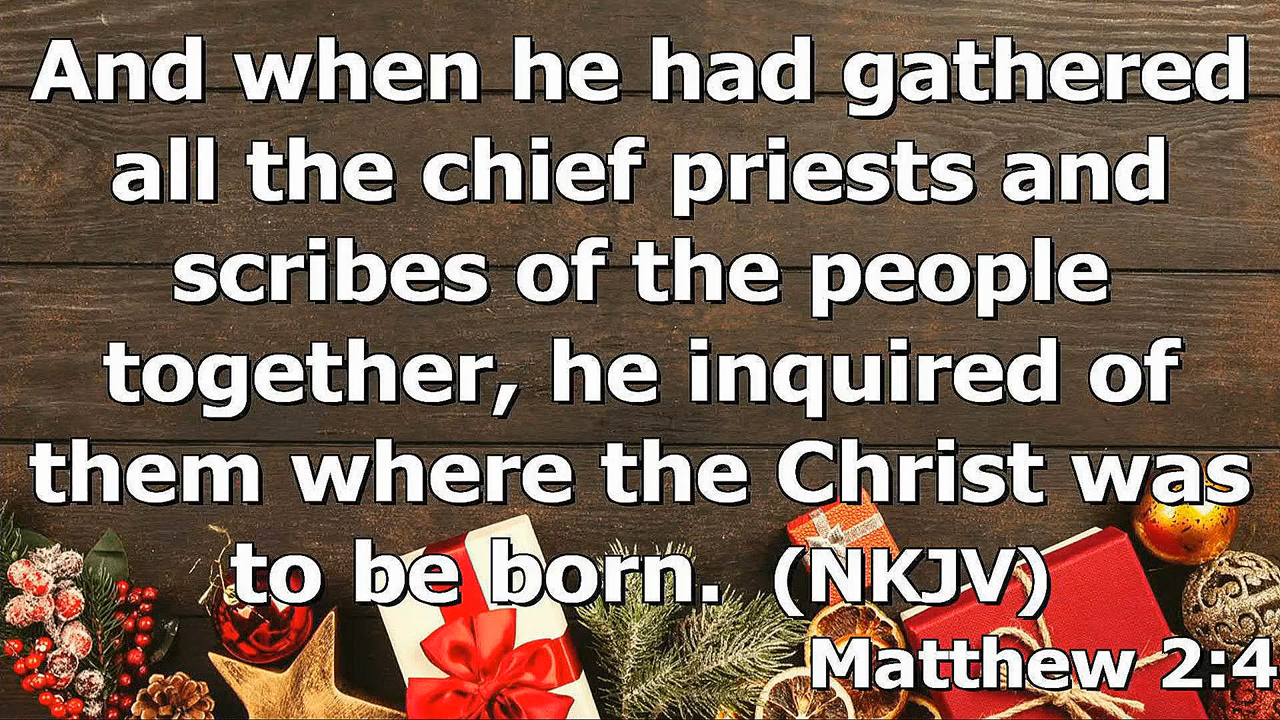 And when he had gathered
all the chief priests and
scribes of the people
together, he inquired of
them where the Christ was
to be born.  (NKJV)
Matthew 2:4